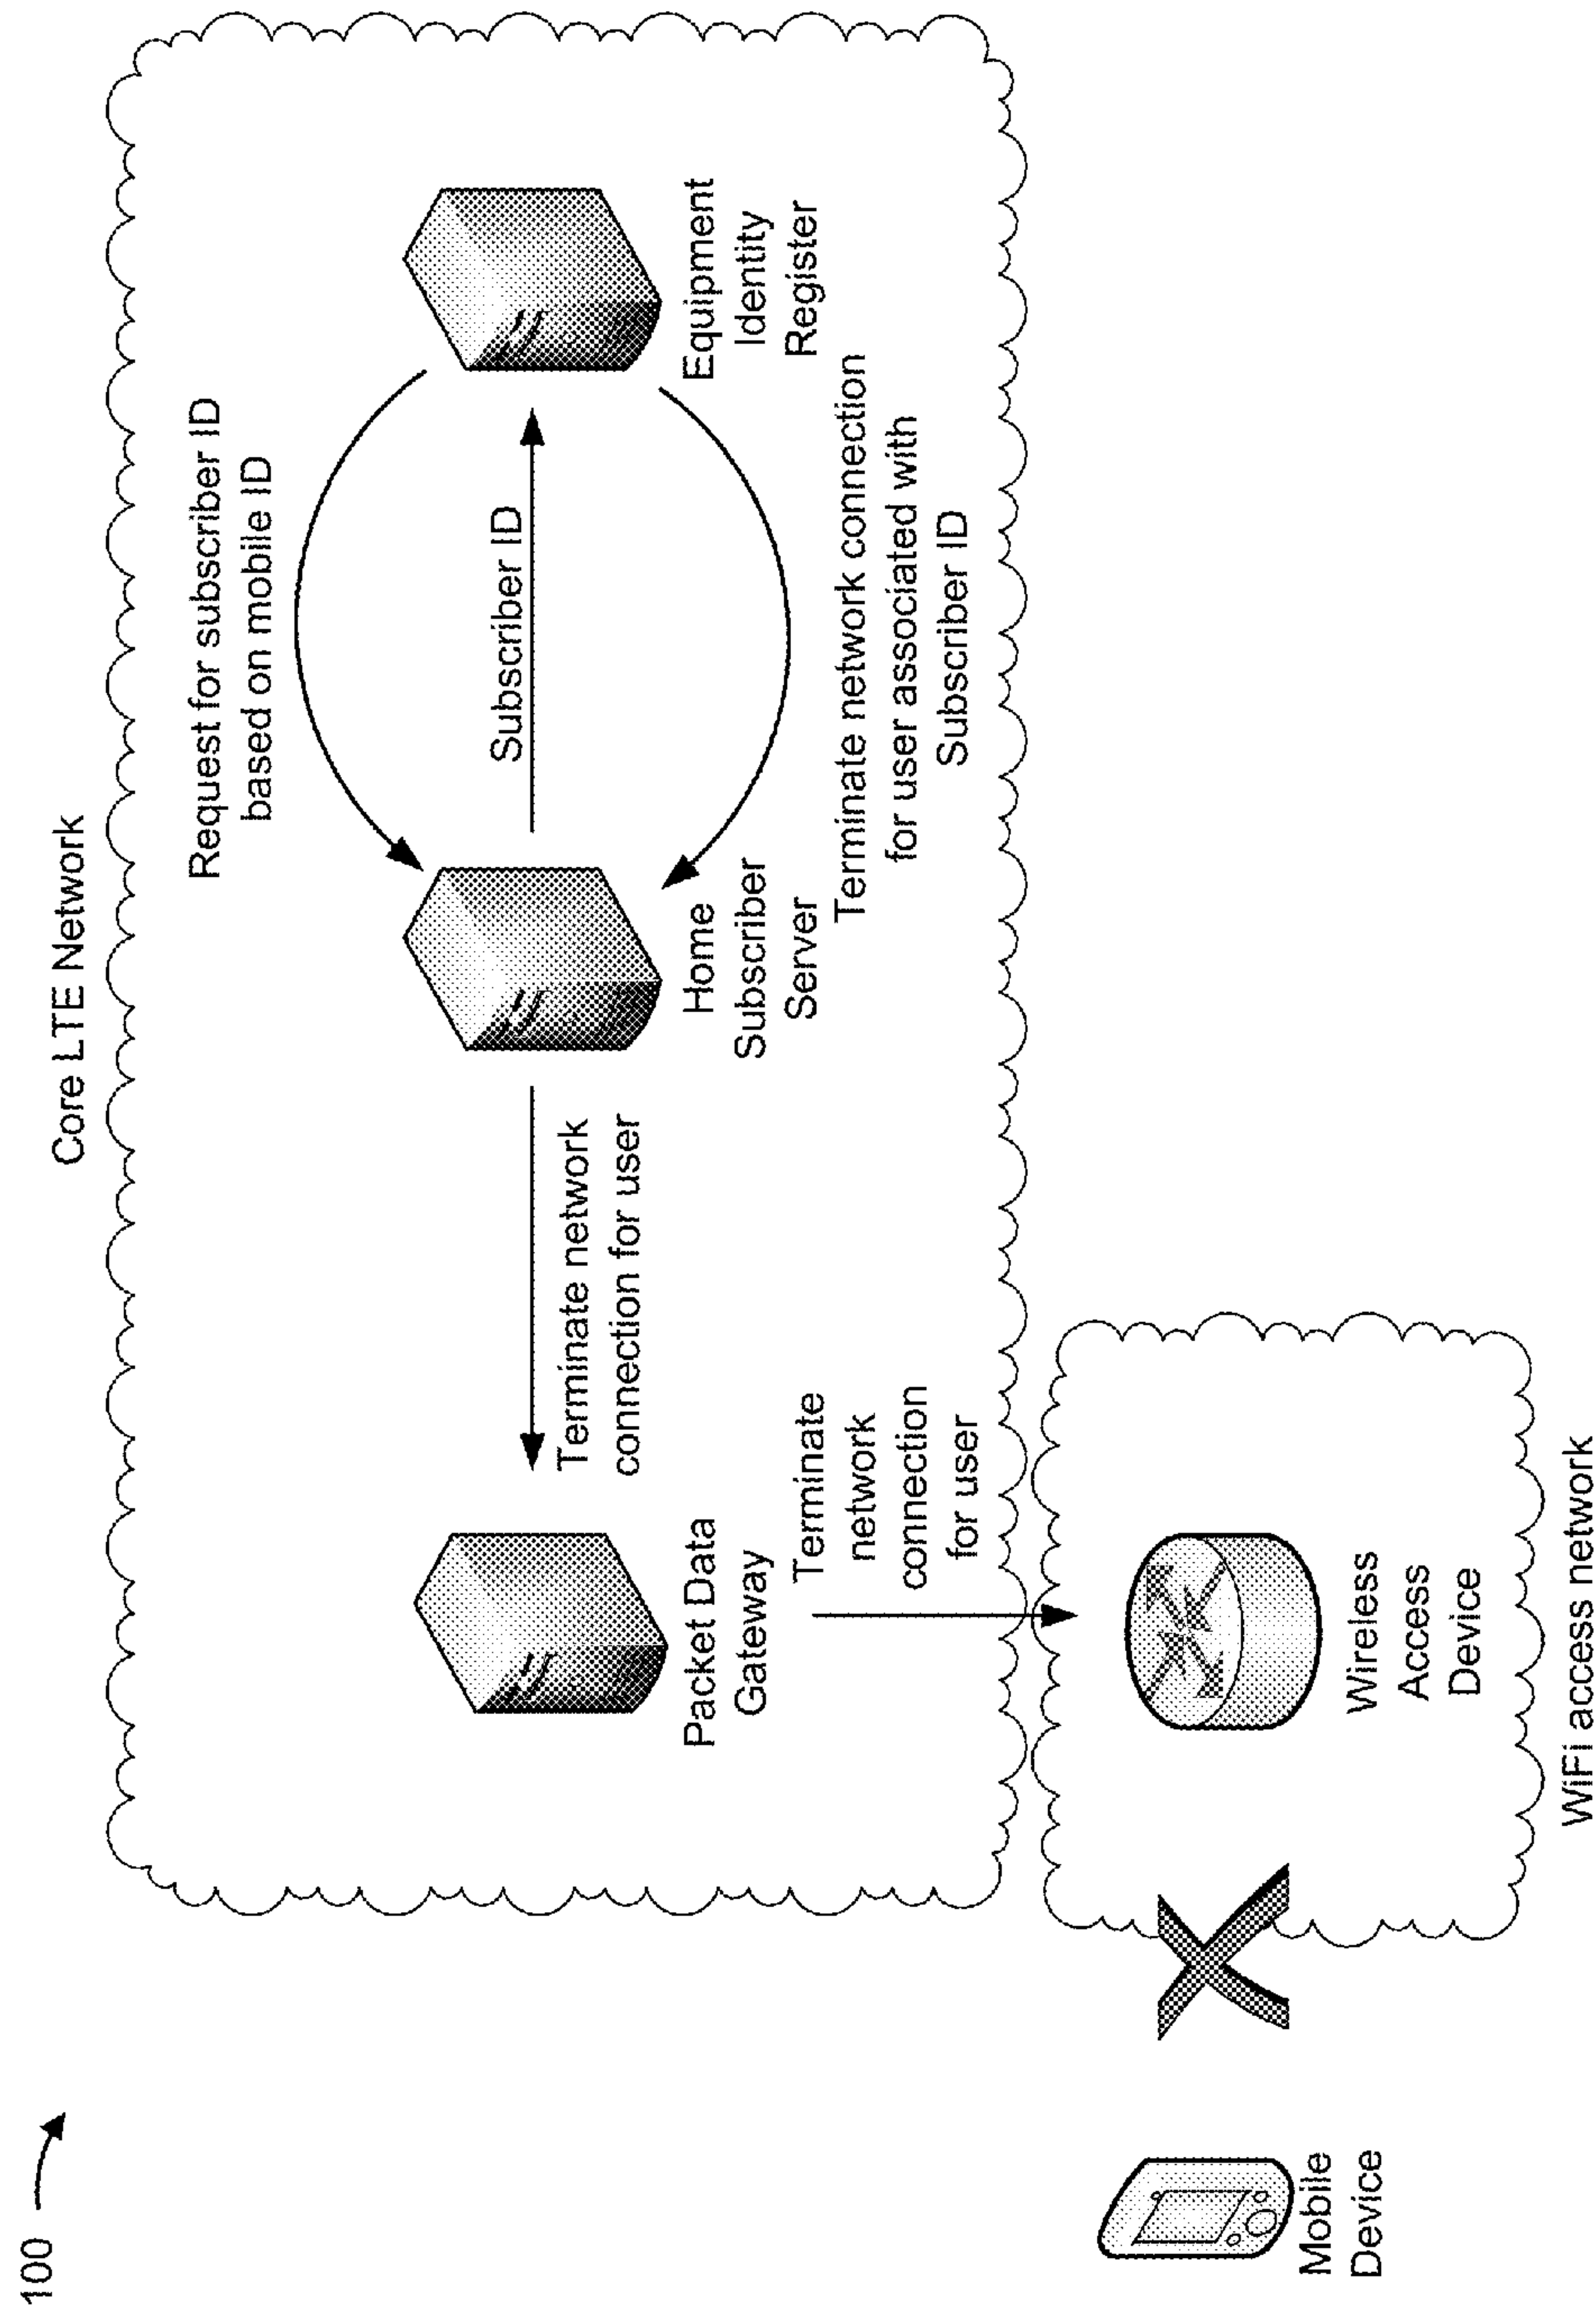 100
Core LTE Network
Request for subscriber ID
based on mobile ID
Subscriber ID
Terminate network
connection for user
Packet Data
Gateway
Home
Subscriber
Server
Equipment
Identity
Register
Terminate network connection
for user associated with
Subscriber ID
Terminate
network
connection
for user
Mobile
Device
Wireless
Access
Device
WiFi access network